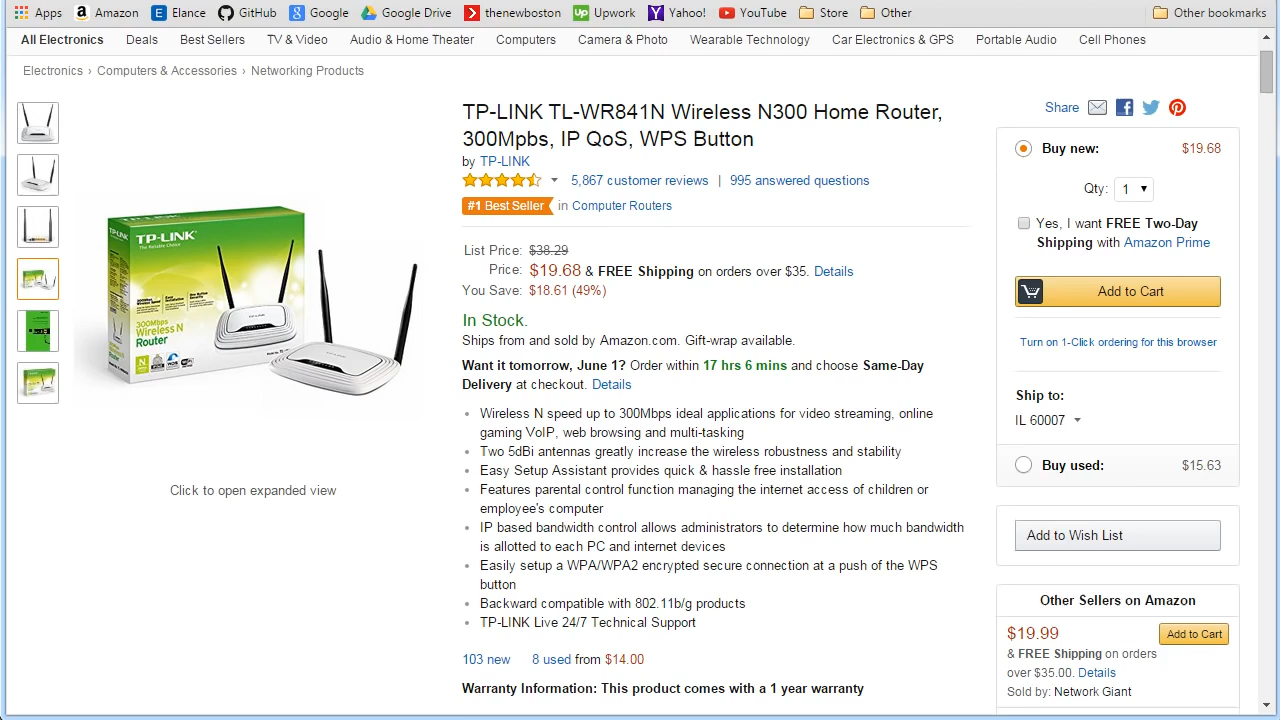 Apps Amazon Elance GitHub Google Google Drive thenewboston Upwork Yahoo! YouTube Store Other Other bookmarks
All Electronics Deals Best Sellers TV & Video Audio & Home Theater Computers Camera & Photo Wearable Technology Car Electronics & GPS Portable Audio Cell Phones
Electronics › Computers & Accessories › Networking Products
TP-LINK
The Reliable Choice
TP-LINK
300Mbps
Wireless N
Router
TP-LINK
Click to open expanded view
TP-LINK TL-WR841N Wireless N300 Home Router,
300Mpbs, IP QoS, WPS Button
by TP-LINK
5,867 customer reviews | 995 answered questions
#1 Best Seller in Computer Routers
List Price: $38.29
Price: $19.68 & FREE Shipping on orders over $35. Details
You Save: $18.61 (49%)
In Stock.
Ships from and sold by Amazon.com. Gift-wrap available.
Want it tomorrow, June 1? Order within 17 hrs 6 mins and choose Same-Day
Delivery at checkout. Details
• Wireless N speed up to 300Mbps ideal applications for video streaming, online
gaming VoIP, web browsing and multi-tasking
• Two 5dBi antennas greatly increase the wireless robustness and stability
• Easy Setup Assistant provides quick & hassle free installation
• Features parental control function managing the internet access of children or
employee's computer
• IP based bandwidth control allows administrators to determine how much bandwidth
is allotted to each PC and internet devices
• Easily setup a WPA/WPA2 encrypted secure connection at a push of the WPS
button
• Backward compatible with 802.11b/g products
• TP-LINK Live 24/7 Technical Support
103 new 8 used from $14.00
Warranty Information: This product comes with a 1 year warranty
Share
Buy new: $19.68
Qty: 1
Yes, I want FREE Two-Day
Shipping with Amazon Prime
Add to Cart
Turn on 1-Click ordering for this browser
Ship to:
IL 60007
Buy used: $15.63
Add to Wish List
Other Sellers on Amazon
$19.99 Add to Cart
& FREE Shipping on orders
over $35.00. Details
Sold by: Network Giant